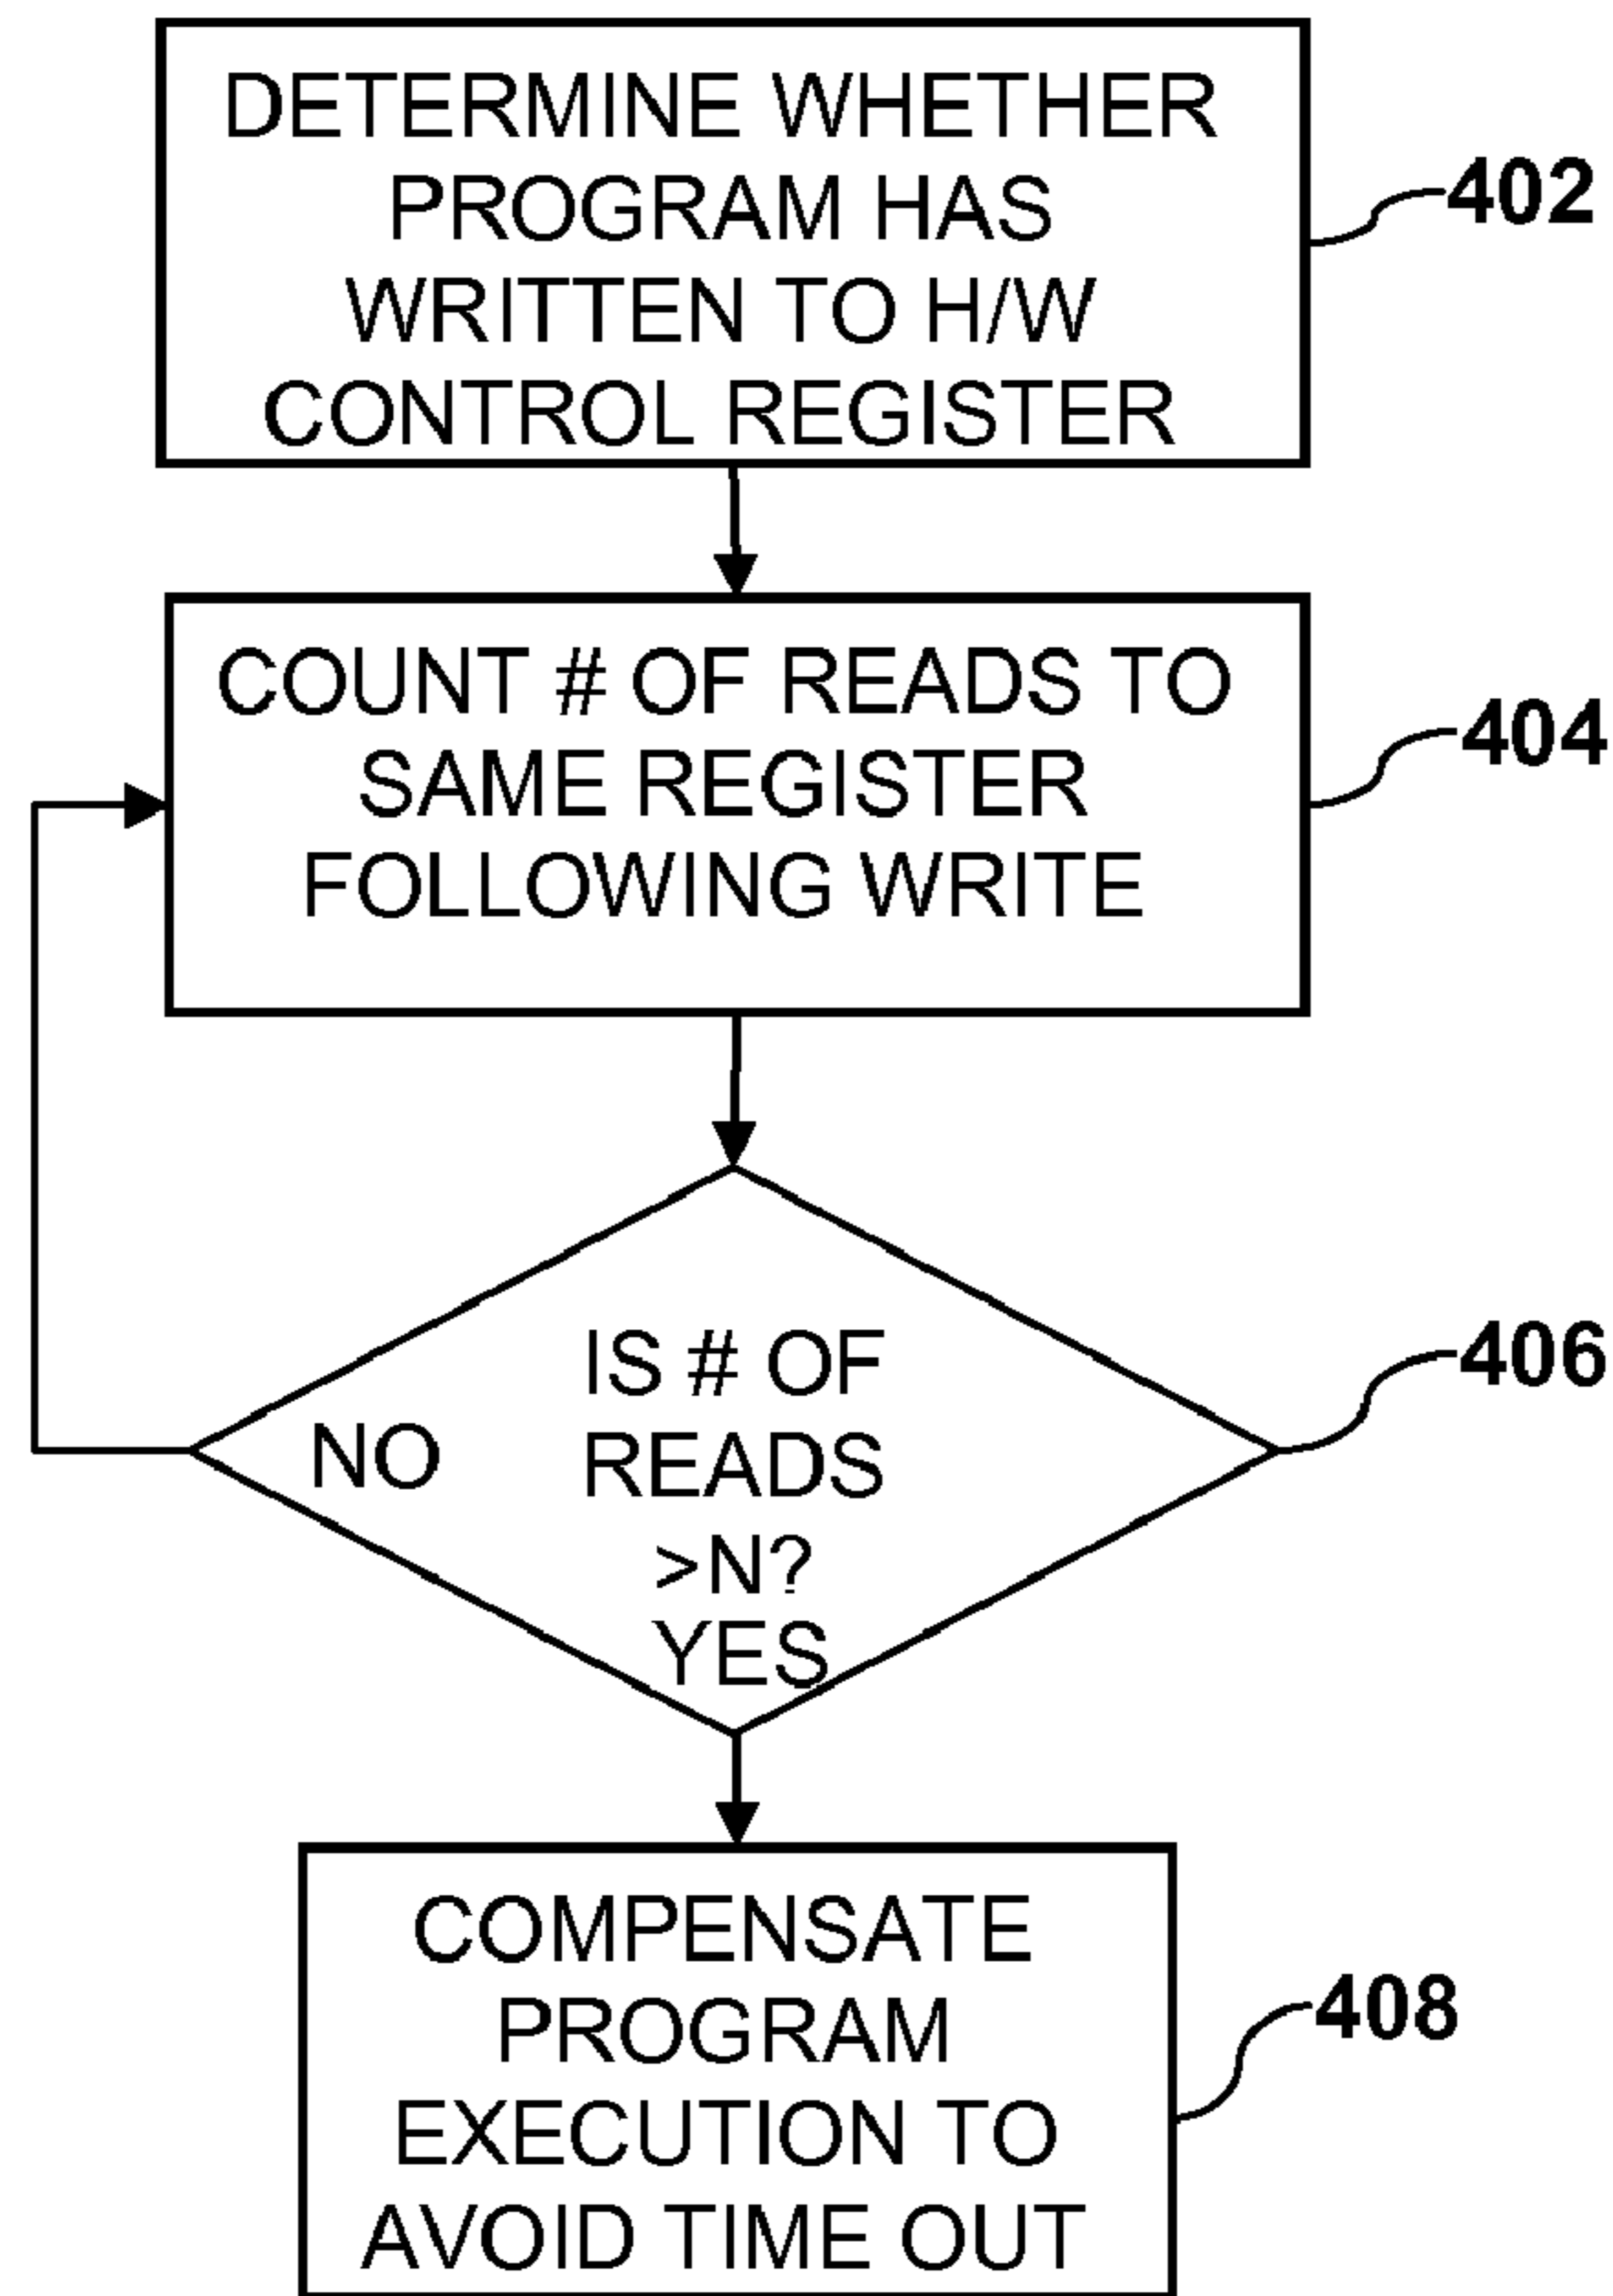 DETERMINE WHETHER
PROGRAM HAS
WRITTEN TO H/W
CONTROL REGISTER
402
COUNT # OF READS TO
SAME REGISTER
FOLLOWING WRITE
404
IS # OF
READS
>N?
NO
YES
406
COMPENSATE
PROGRAM
EXECUTION TO
AVOID TIME OUT
408